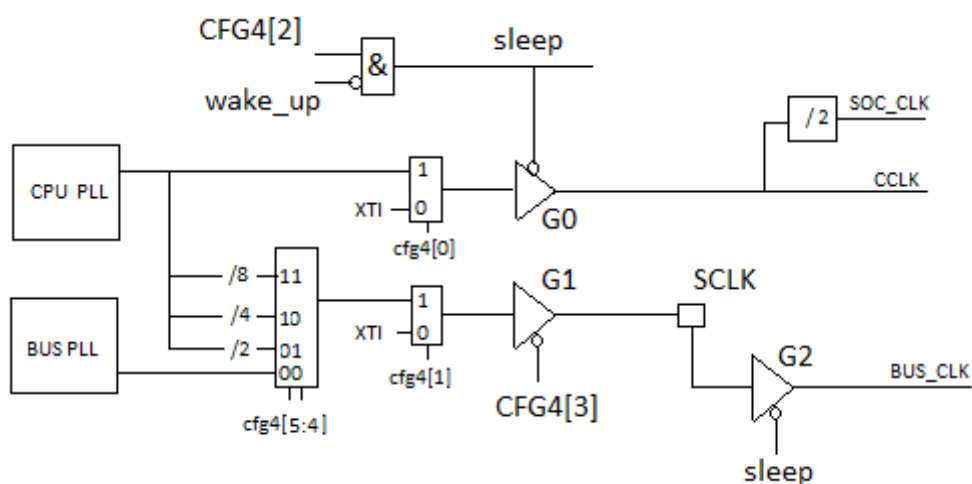 CFG4[2]
&
sleep
wake_up
/ 2
SOC_CLK
CPU PLL
1
XTI
0
G0
CCLK
cfg4[0]
/8
11
/4
10
/2
01
00
BUS PLL
cfg4[5:4]
1
XTI
0
cfg4[1]
G1
CFG4[3]
SCLK
G2
BUS_CLK
sleep